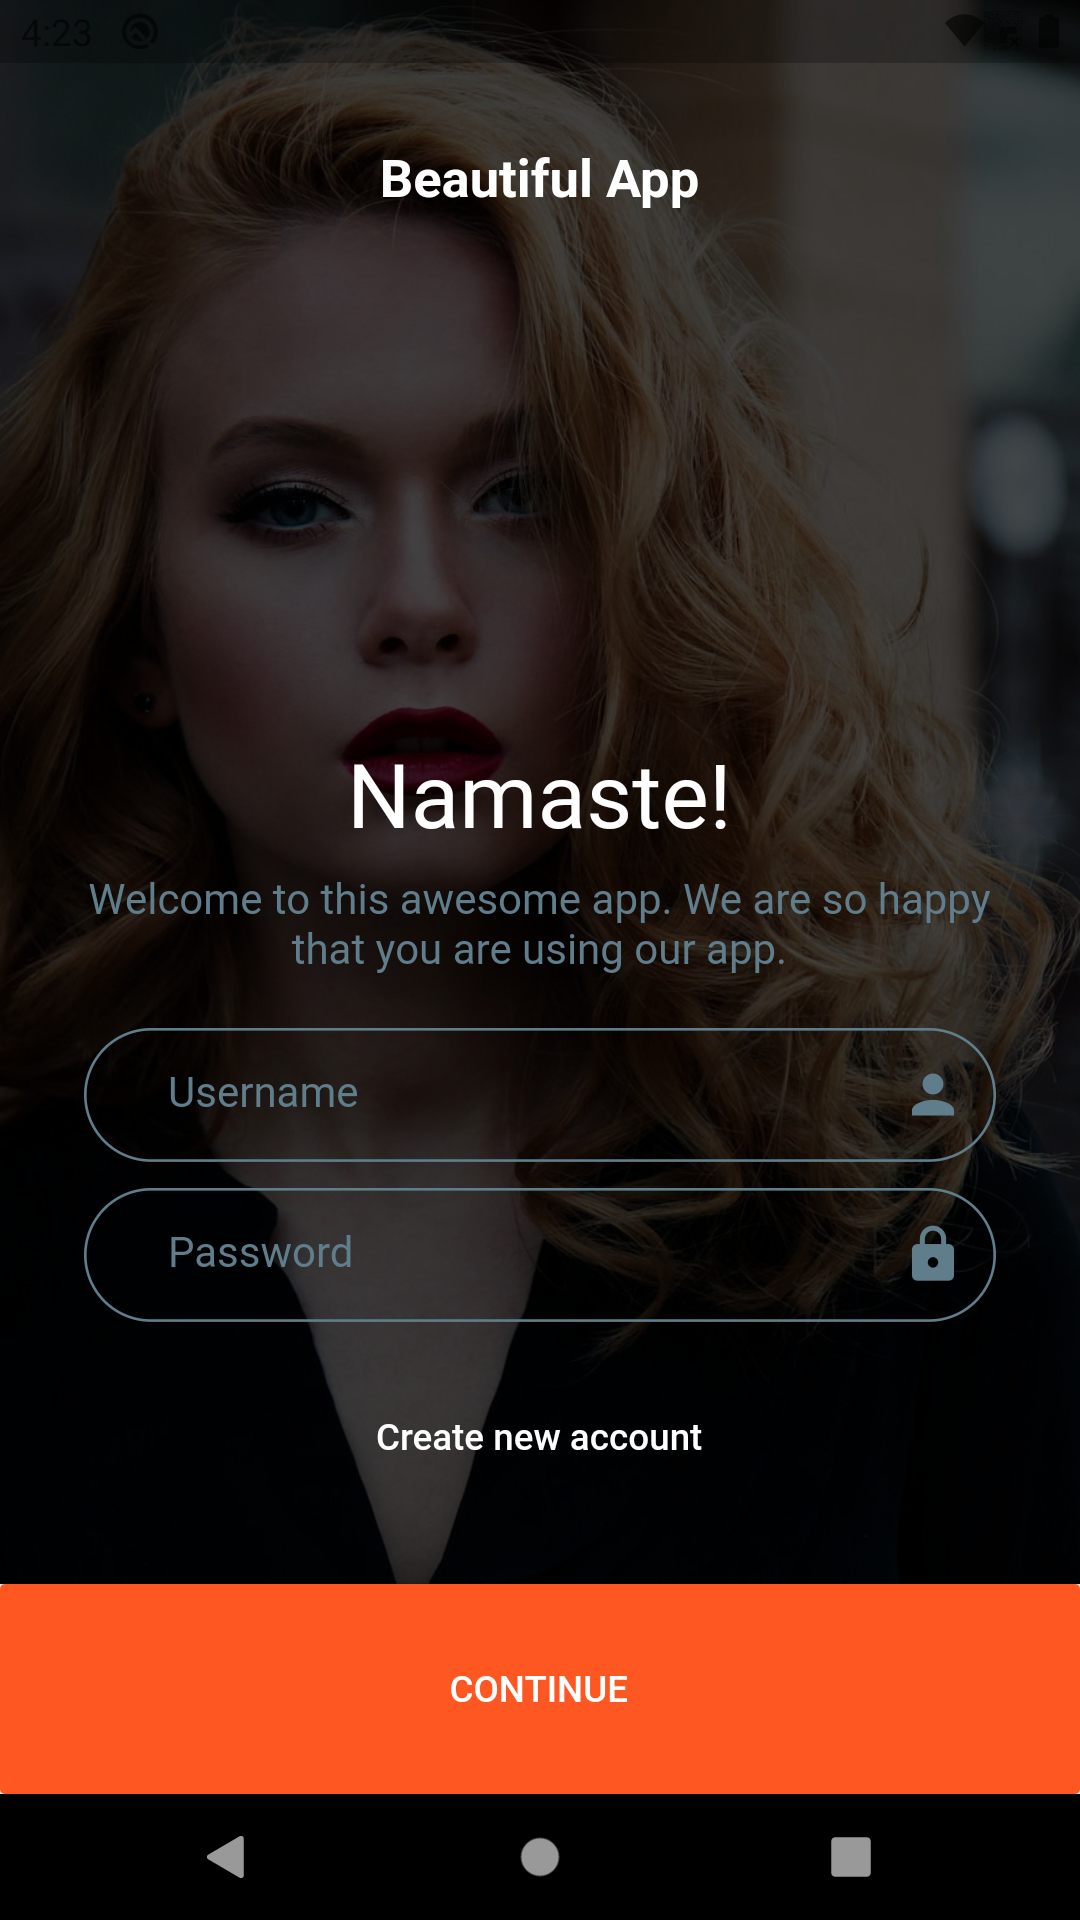 4:23
Beautiful App
Namaste!
Welcome to this awesome app. We are so happy
that you are using our app.
Username
Password
Create new account
CONTINUE